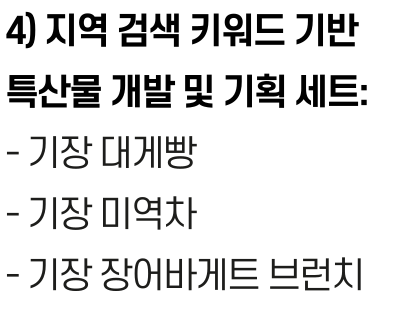 4) 지역 검색 키워드 기반
특산물 개발 및 기획 세트:
- 기장 대게빵
- 기장 미역차
- 기장 장어바게트 브런치